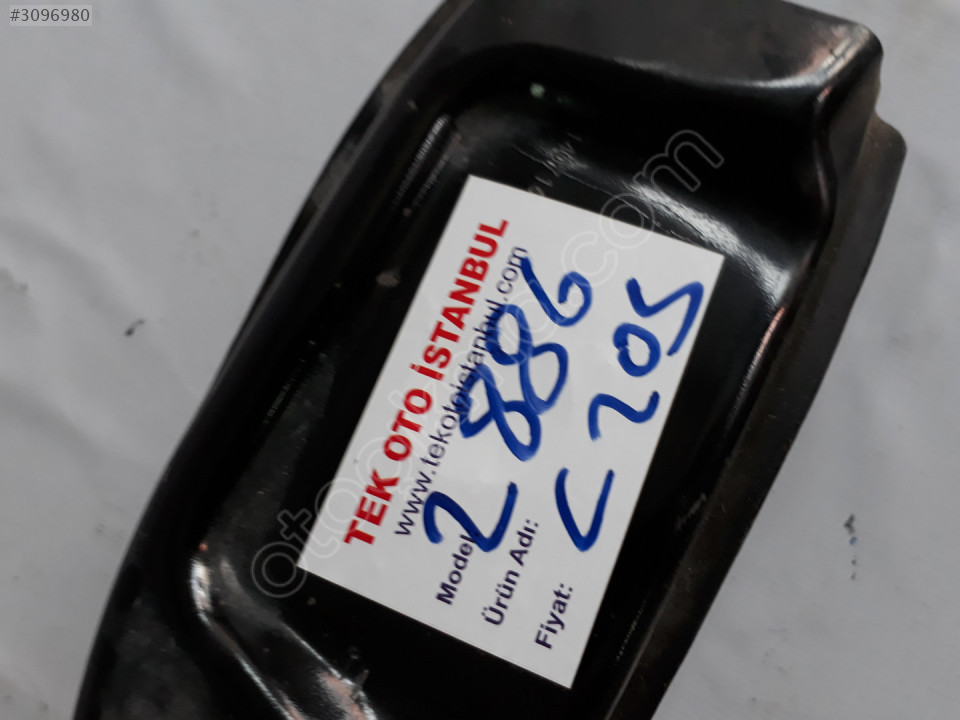 #3096980
TEK OTO İSTANBUL
www.tekotoistanbul.com
Model
Ürün Adı:
Fiyat:
2886
C205